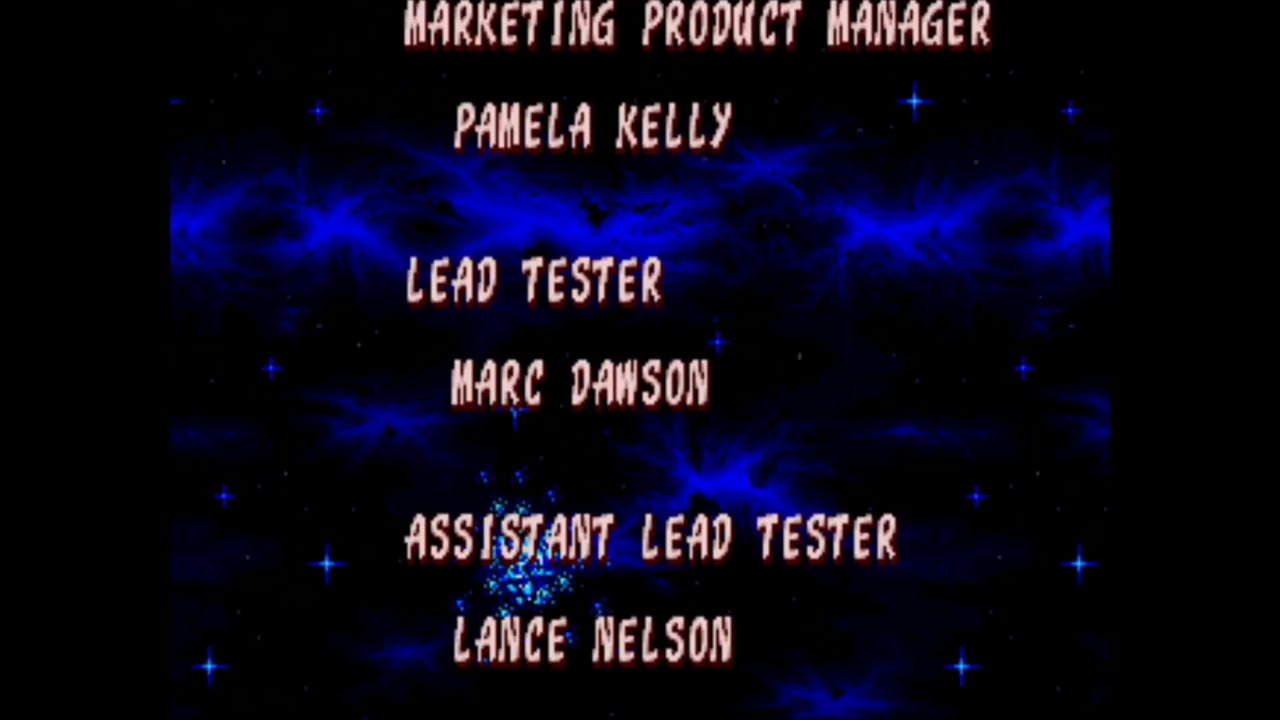 MARKETING PRODUCT MANAGER
PAMELA KELLY
LEAD TESTER
MARC DAWSON
ASSISTANT LEAD TESTER
LANCE NELSON